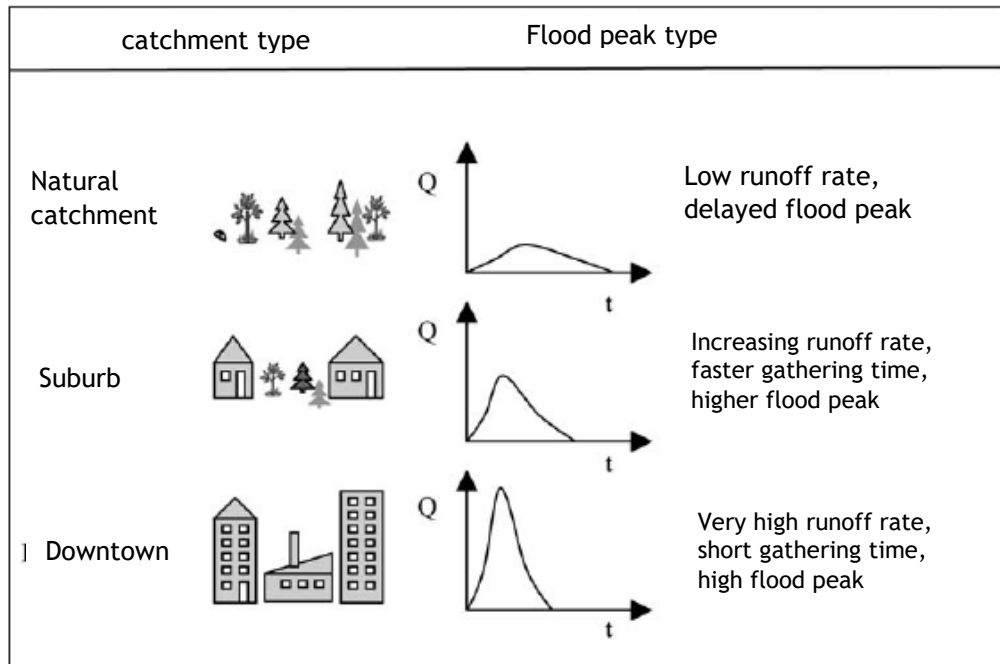 catchment type
Flood peak type
Natural
catchment
Q
t
Low runoff rate,
delayed flood peak
Suburb
Q
t
Increasing runoff rate,
faster gathering time,
higher flood peak
Downtown
Q
t
Very high runoff rate,
short gathering time,
high flood peak